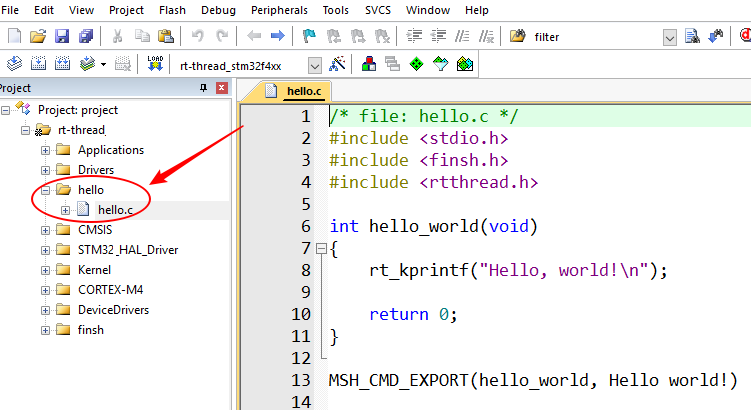 File Edit View Project Flash Debug Peripherals Tools SVCS Window Help
filter
LOAD
rt-thread_stm32f4xx
Project
hello.c
Project: project
rt-thread
Applications
Drivers
hello
hello.c
CMSIS
STM32_HAL_Driver
Kernel
CORTEX-M4
DeviceDrivers
finsh
1 /* file: hello.c */
2 #include <stdio.h>
3 #include <finsh.h>
4 #include <rtthread.h>
5
6 int hello_world(void)
7 {
8 rt_kprintf("Hello, world!\n");
9
10 return 0;
11 }
12
13 MSH_CMD_EXPORT(hello_world, Hello world!)
14